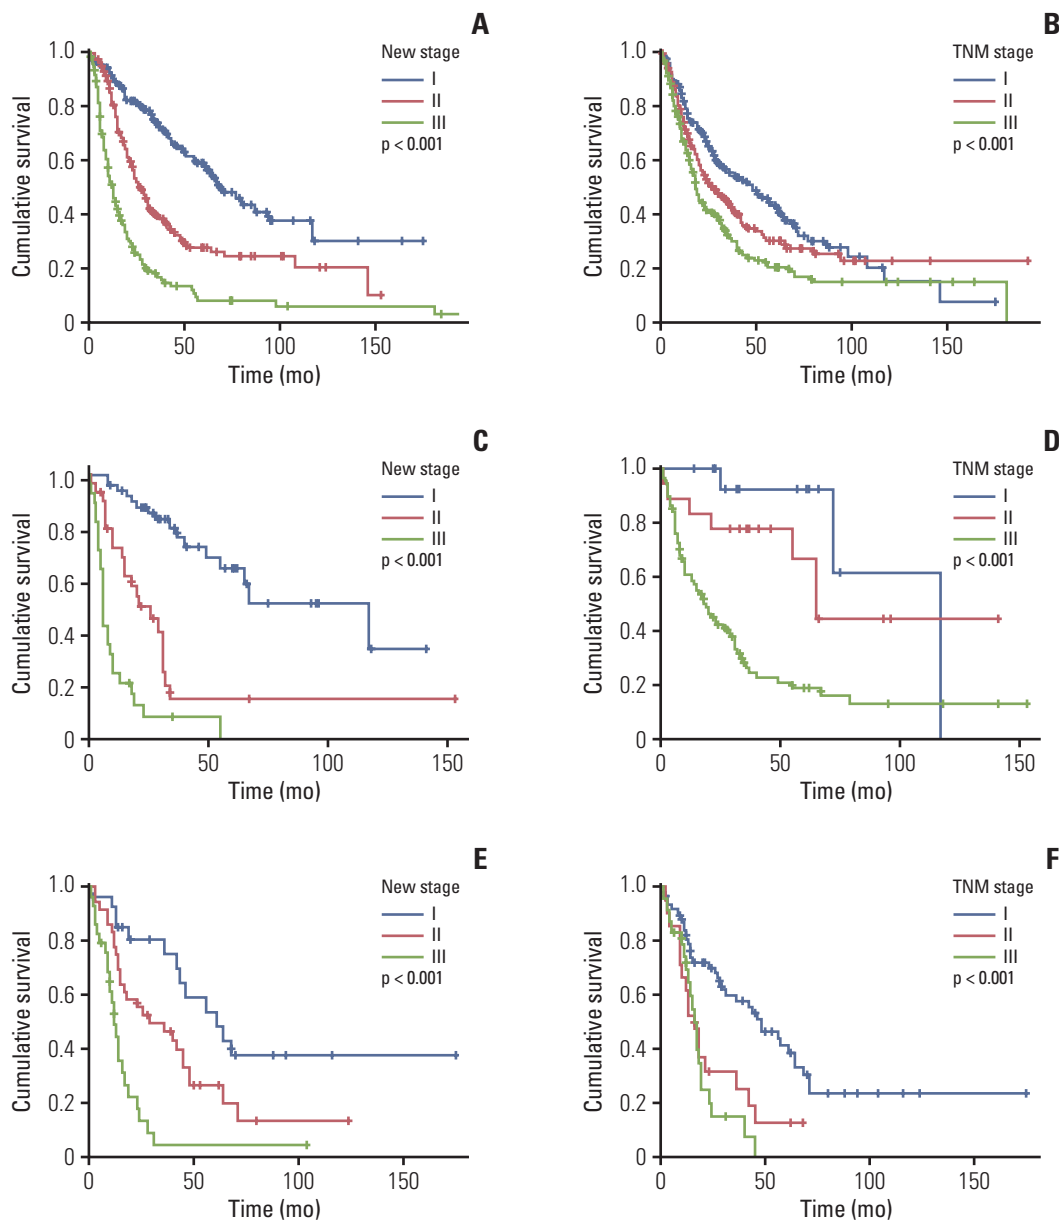 A
New stage
I
II
III
p < 0.001
Cumulative survival
1.0
0.8
0.6
0.4
0.2
0
0 50 100 150
Time (mo)
B
TNM stage
I
II
III
p < 0.001
Cumulative survival
1.0
0.8
0.6
0.4
0.2
0
0 50 100 150
Time (mo)
C
New stage
I
II
III
p < 0.001
Cumulative survival
1.0
0.8
0.6
0.4
0.2
0
0 50 100 150
Time (mo)
D
TNM stage
I
II
III
p < 0.001
Cumulative survival
1.0
0.8
0.6
0.4
0.2
0
0 50 100 150
Time (mo)
E
New stage
I
II
III
p < 0.001
Cumulative survival
1.0
0.8
0.6
0.4
0.2
0
0 50 100 150
Time (mo)
F
TNM stage
I
II
III
p < 0.001
Cumulative survival
1.0
0.8
0.6
0.4
0.2
0
0 50 100 150
Time (mo)